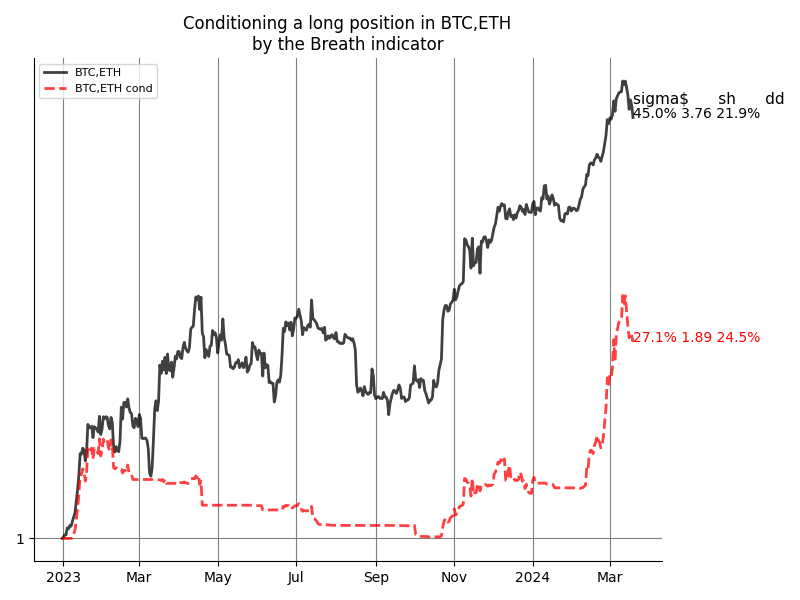 Conditioning a long position in BTC,ETH
by the Breath indicator
BTC,ETH
BTC,ETH cond
sigma$ sh dd
45.0% 3.76 21.9%
27.1% 1.89 24.5%
1
2023 Mar May Jul Sep Nov 2024 Mar